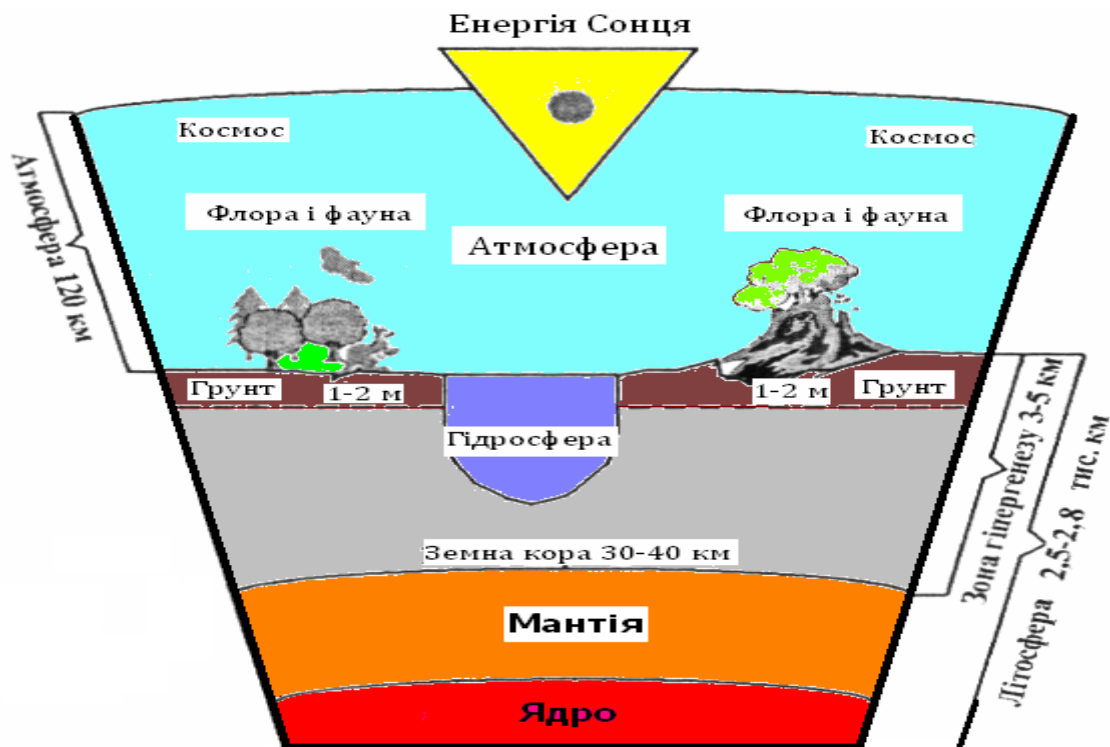 Енергія Сонця
Космос
Космос
Атмосфера 120 км
Флора і фауна
Флора і фауна
Атмосфера
Грунт
1-2 м
1-2 м
Грунт
Гідросфера
Зона гіпергенезу 3-5 км
Літосфера 2,5-2,8 тис. км
Земна кора 30-40 км
Мантія
Ядро